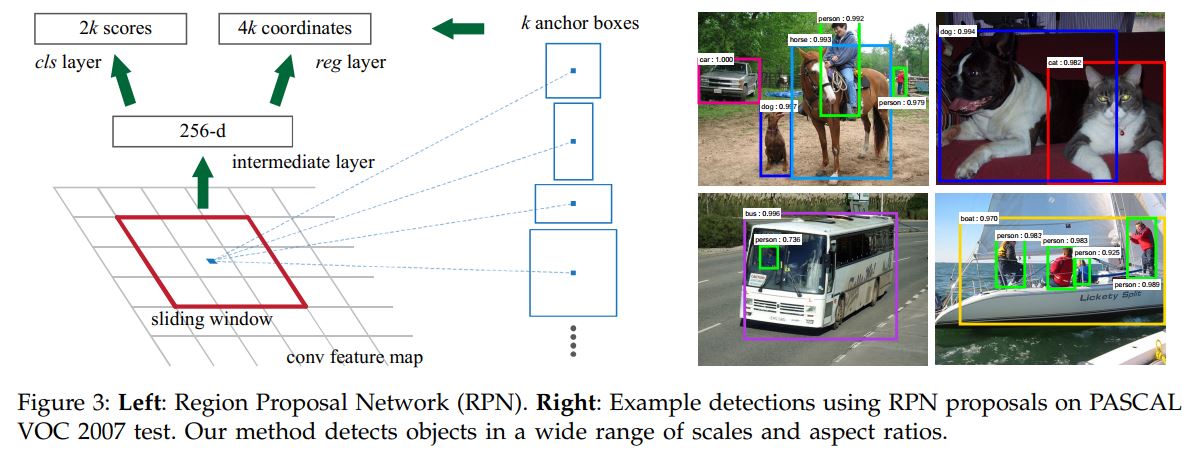 2k scores
4k coordinates
k anchor boxes
cls layer
reg layer
256-d
intermediate layer
sliding window
conv feature map
person : 0.992
horse : 0.993
car : 1.000
dog : 0.997
person : 0.979
dog : 0.994
cat : 0.982
bus : 0.996
person : 0.736
boat : 0.970
person : 0.983
person : 0.983
person : 0.925
person : 0.989
Lickety Split
Figure 3: Left: Region Proposal Network (RPN). Right: Example detections using RPN proposals on PASCAL
VOC 2007 test. Our method detects objects in a wide range of scales and aspect ratios.